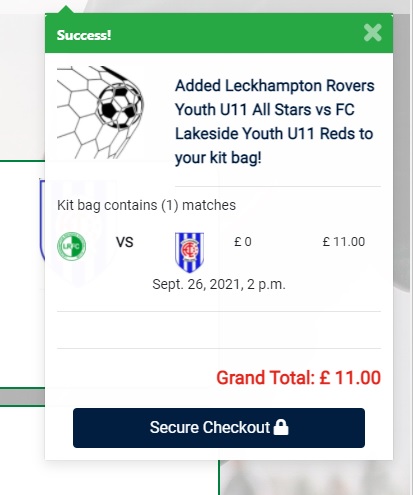 Success!
Added Leckhampton Rovers
Youth U11 All Stars vs FC
Lakeside Youth U11 Reds to
your kit bag!
Kit bag contains (1) matches
VS £ 0 £ 11.00
Sept. 26, 2021, 2 p.m.
Grand Total: £ 11.00
Secure Checkout